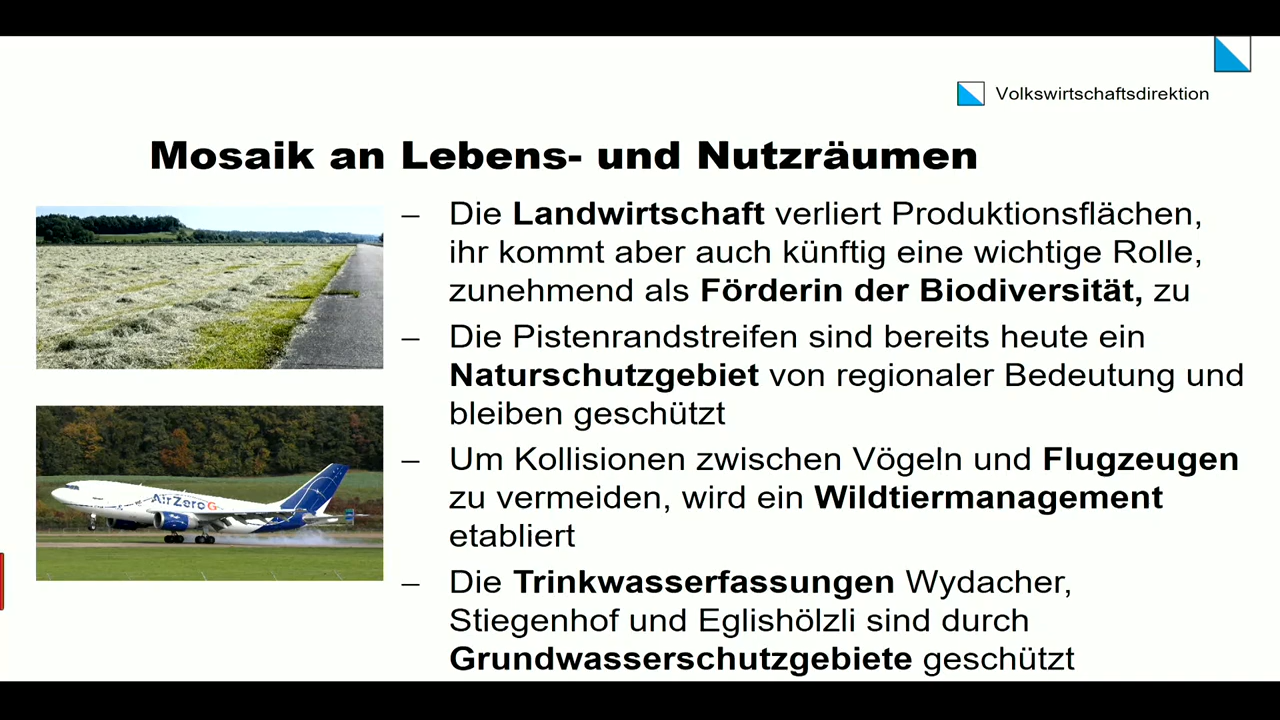 Volkswirtschaftsdirektion
Mosaik an Lebens- und Nutzräumen
– Die Landwirtschaft verliert Produktionsflächen,
ihr kommt aber auch künftig eine wichtige Rolle,
zunehmend als Förderin der Biodiversität, zu
– Die Pistenrandstreifen sind bereits heute ein
Naturschutzgebiet von regionaler Bedeutung und
bleiben geschützt
– Um Kollisionen zwischen Vögeln und Flugzeugen
zu vermeiden, wird ein Wildtiermanagement
etabliert
– Die Trinkwasserfassungen Wydacher,
Stiegenhof und Eglishölzli sind durch
Grundwasserschutzgebiete geschützt
AirZeroG